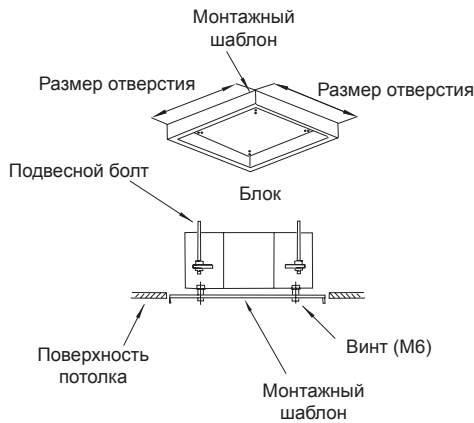 Монтажный
шаблон
Размер отверстия
Размер отверстия
Подвесной болт
Блок
Поверхность
потолка
Винт (M6)
Монтажный
шаблон